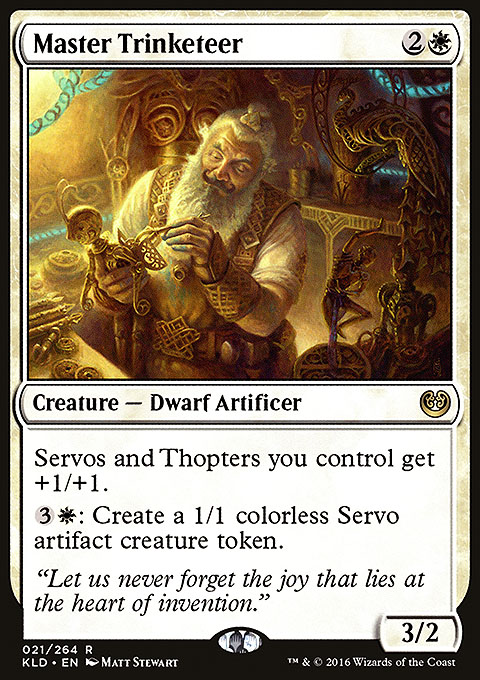 Master Trinketeer 2
Creature — Dwarf Artificer
Servos and Thopters you control get
+1/+1.
3 : Create a 1/1 colorless Servo
artifact creature token.
“Let us never forget the joy that lies at
the heart of invention.”
3/2
021/264 R
KLD • EN Matt Stewart
™ & © 2016 Wizards of the Coast